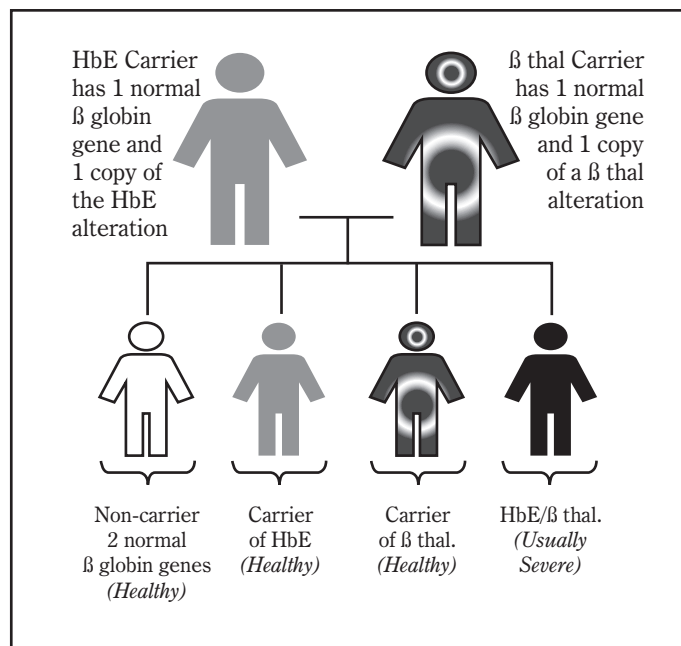 HbE Carrier
has 1 normal
ß globin
gene and
1 copy of
the HbE
alteration
ß thal Carrier
has 1 normal
ß globin gene
and 1 copy
of a ß thal
alteration
Non-carrier
2 normal
ß globin genes
(Healthy)
Carrier
of HbE
(Healthy)
Carrier
of ß thal.
(Healthy)
HbE/ß thal.
(Usually
Severe)